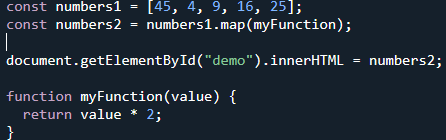 const numbers1 = [45, 4, 9, 16, 25];
const numbers2 = numbers1.map(myFunction);

document.getElementById("demo").innerHTML = numbers2;

function myFunction(value) {
  return value * 2;
}